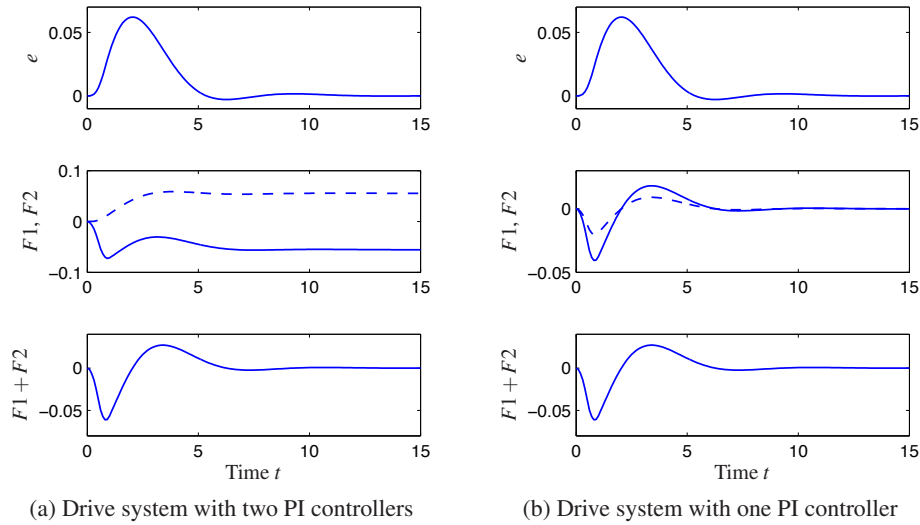 0.05
0
e
0 5 10 15
0.1
0
−0.1
F1, F2
0 5 10 15
0
−0.05
F1 + F2
0 5 10 15
Time t
(a) Drive system with two PI controllers
0.05
0
e
0 5 10 15
0
−0.05
F1, F2
0 5 10 15
0
−0.05
F1 + F2
0 5 10 15
Time t
(b) Drive system with one PI controller